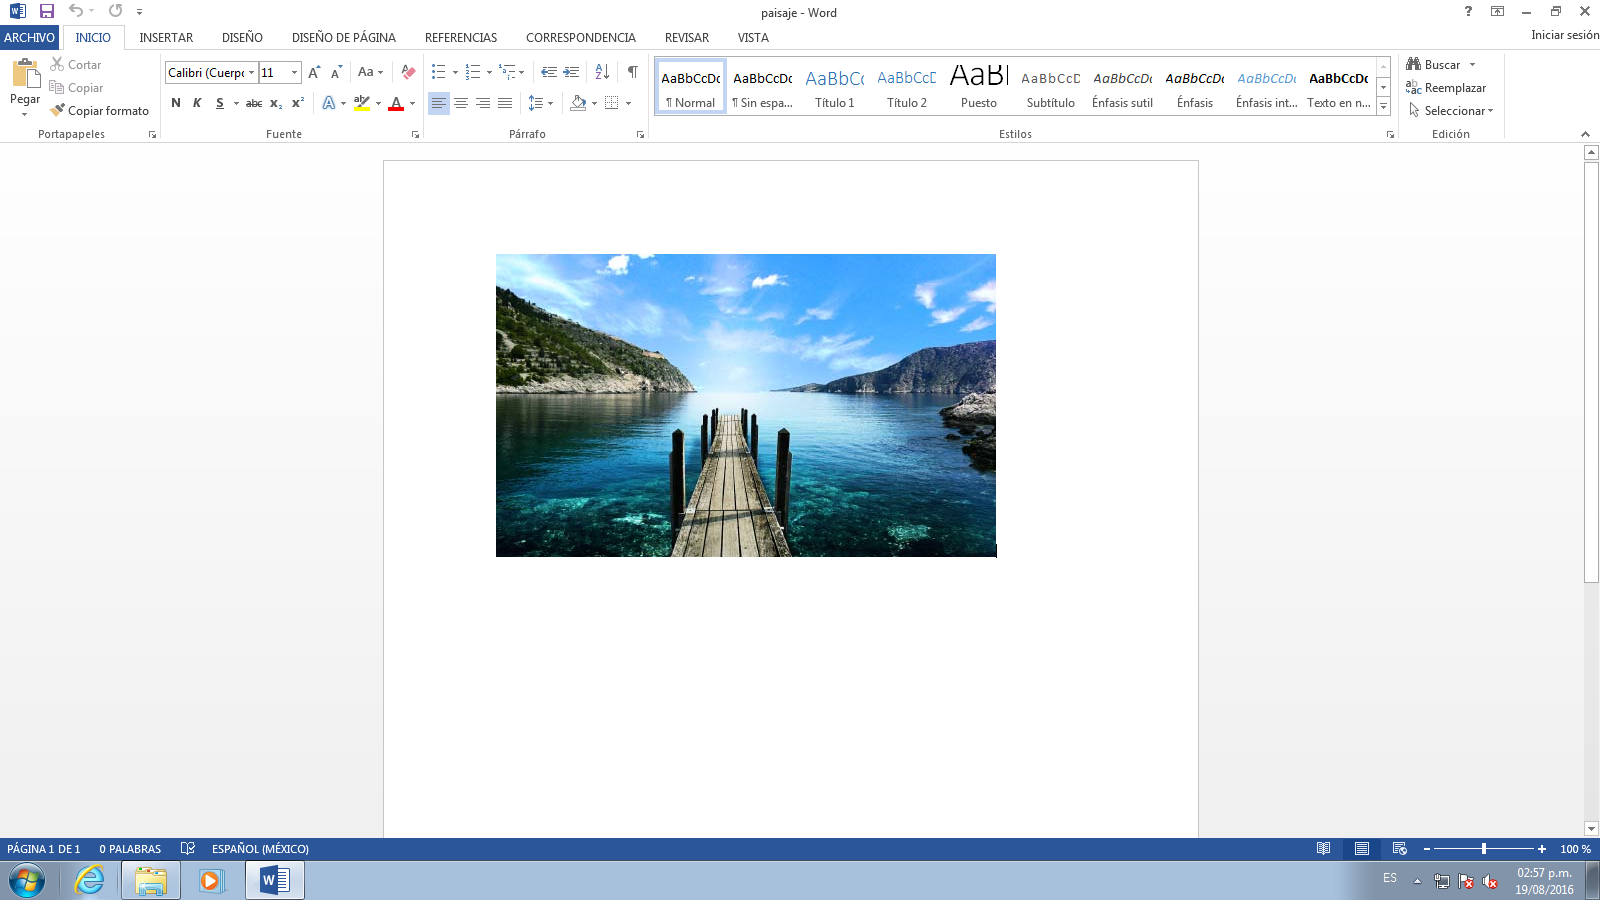 paisaje - Word
ARCHIVO INICIO INSERTAR DISEÑO DISEÑO DE PÁGINA REFERENCIAS CORRESPONDENCIA REVISAR VISTA Iniciar sesión
Pegar
Cortar
Copiar
Copiar formato
Portapapeles
Calibri (Cuerpo 11
Aa
N K S abc x₂ x²
A A
Fuente
Párrafo
AaBbCcDc AaBbCcDc AaBbCc AaBbCcD AaBl AaBbCcD AaBbCcDc AaBbCcDc AaBbCcDc AaBbCcDc
¶ Normal ¶ Sin espa... Título 1 Título 2 Puesto Subtítulo Énfasis sutil Énfasis Énfasis int... Texto en n...
Estilos
Buscar
Reemplazar
Seleccionar
Edición
PÁGINA 1 DE 1 0 PALABRAS ESPAÑOL (MÉXICO) 100 %
ES 02:57 p.m.
19/08/2016